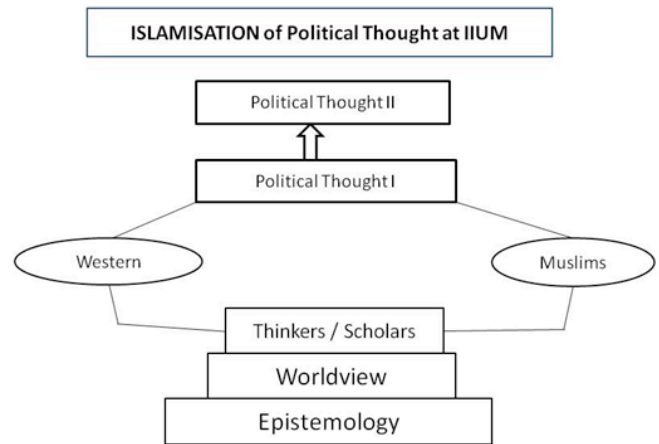 ISLAMISATION of Political Thought at IIUM
Political Thought II
Political Thought I
Western
Muslims
Thinkers / Scholars
Worldview
Epistemology